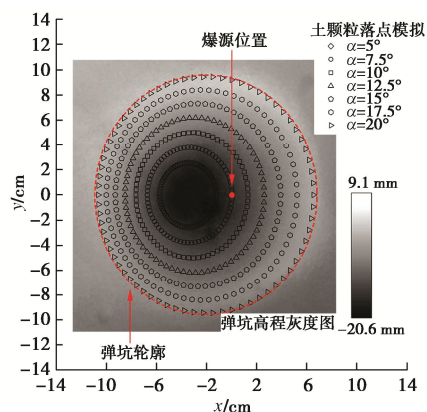 爆源位置
土颗粒落点模拟
◇ α=5°
○ α=7.5°
□ α=10°
△ α=12.5°
⬠ α=15°
○ α=17.5°
▷ α=20°
14
12
10
8
6
4
2
0
−2
−4
−6
−8
−10
−12
−14
y/cm
9.1 mm
−20.6 mm
弹坑高程灰度图
弹坑轮廓
−14 −10 −6 −2 2 6 10 14
x/cm